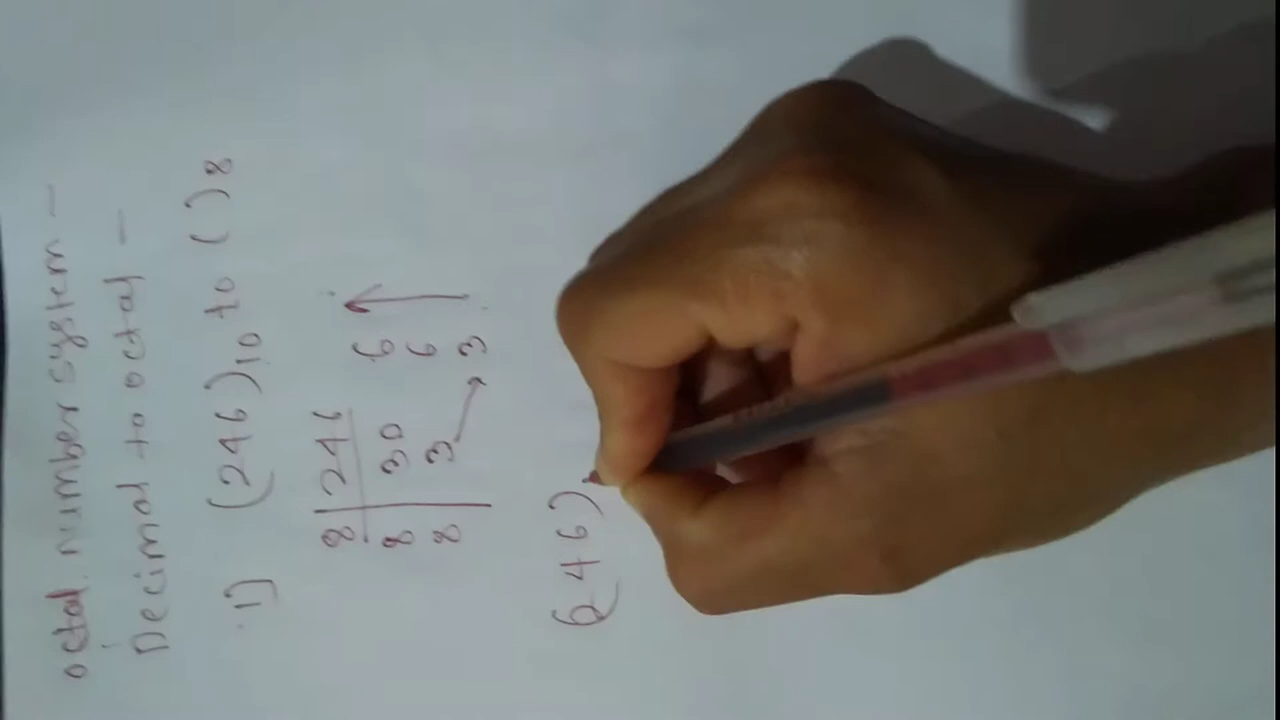 octal number system -
Decimal to octal -
1) (246)10 to ( )8
8 246 6
8 30 6
8 3 3
(246)